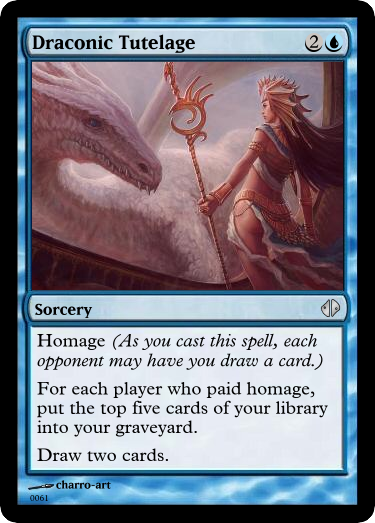 Draconic Tutelage 2
Sorcery
Homage (As you cast this spell, each
opponent may have you draw a card.)
For each player who paid homage,
put the top five cards of your library
into your graveyard.
Draw two cards.
charro-art
0061